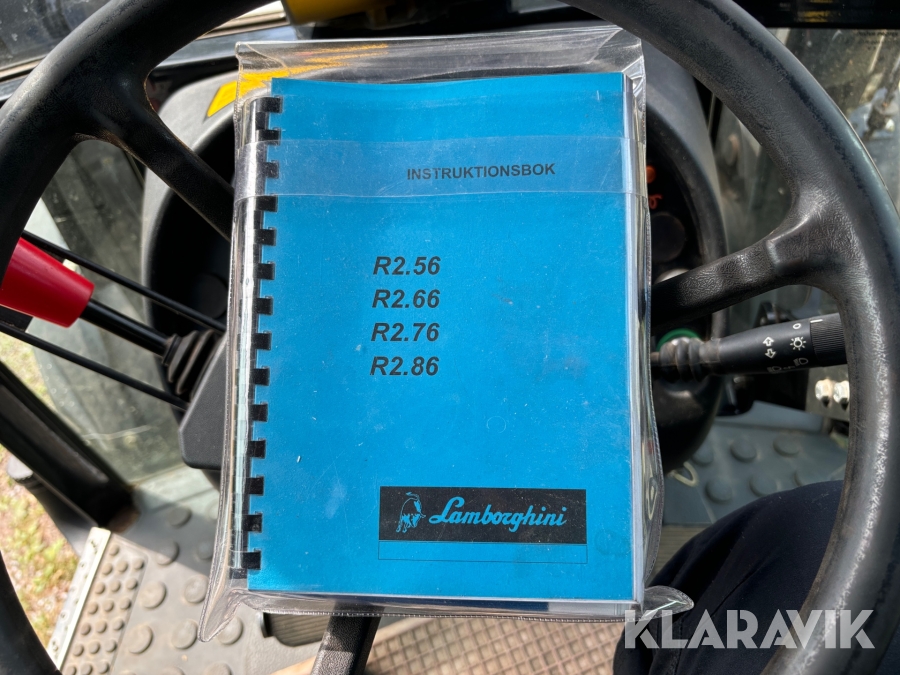 INSTRUKTIONSBOK
R2.56
R2.66
R2.76
R2.86
Lamborghini
KLARAVIK